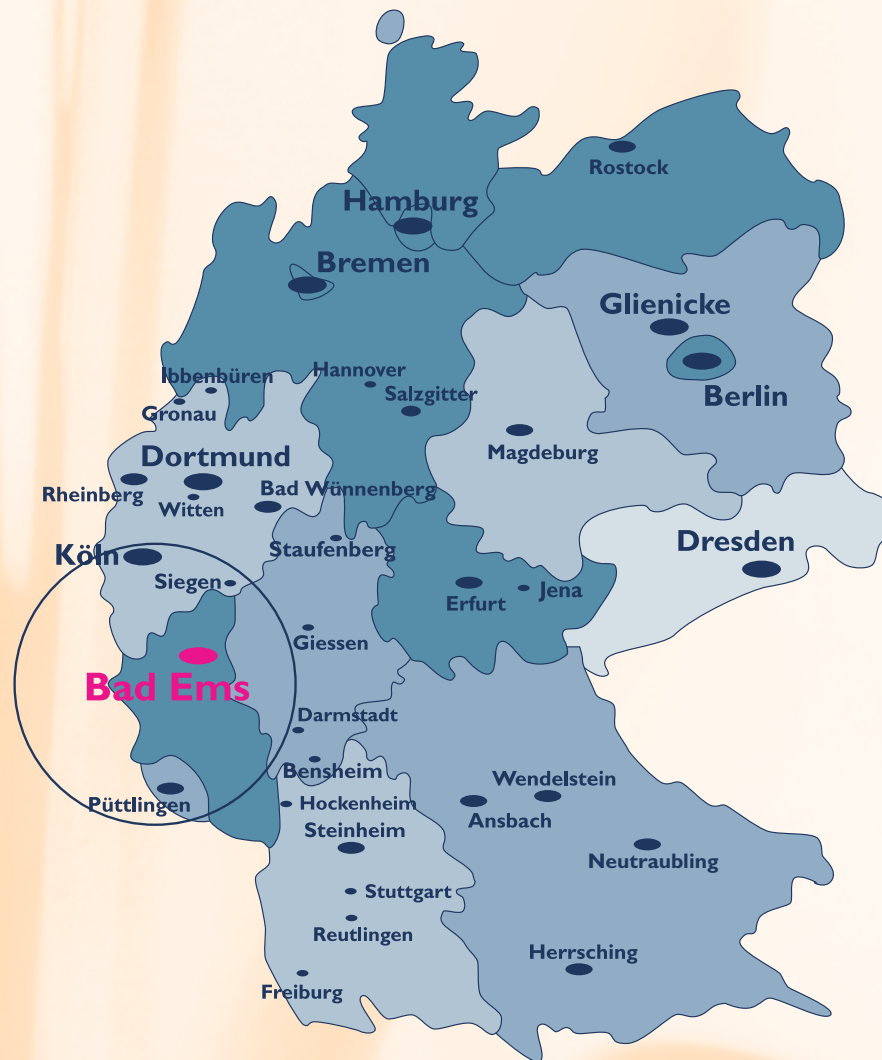 Rostock
Hamburg
Bremen
Glienicke
Hannover
Ibbenbüren
Salzgitter
Berlin
Gronau
Magdeburg
Dortmund
Bad Wünnenberg
Rheinberg
Witten
Dresden
Staufenberg
Köln
Siegen
Jena
Erfurt
Giessen
Bad Ems
Darmstadt
Bensheim
Wendelstein
Püttlingen
Hockenheim
Ansbach
Steinheim
Neutraubling
Stuttgart
Reutlingen
Herrsching
Freiburg